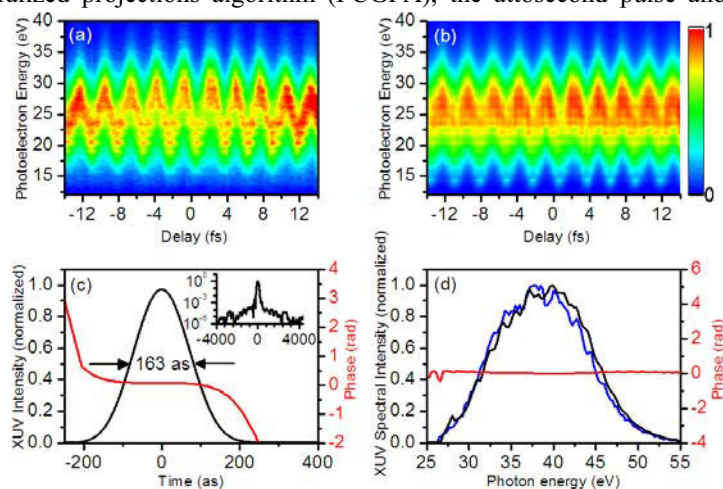 ralized projections algorithm (PCGPA), the attosecond pulse and
(a)
Photoelectron Energy (eV)
40
35
30
25
20
15
-12 -8 -4 0 4 8 12
Delay (fs)
(b)
Photoelectron Energy (eV)
40
35
30
25
20
15
-12 -8 -4 0 4 8 12
Delay (fs)
1
0
(c)
XUV Intensity (normalized)
1.0
0.8
0.6
0.4
0.2
0.0
163 as
10^0
10^-3
10^-6
-4000 0 4000
4
3
2
1
0
-1
-2
Phase (rad)
-200 0 200 400
Time (as)
(d)
XUV Spectral Intensity (normalized)
1.0
0.8
0.6
0.4
0.2
0.0
6
4
2
0
-2
-4
Phase (rad)
25 30 35 40 45 50 55
Photon energy (eV)